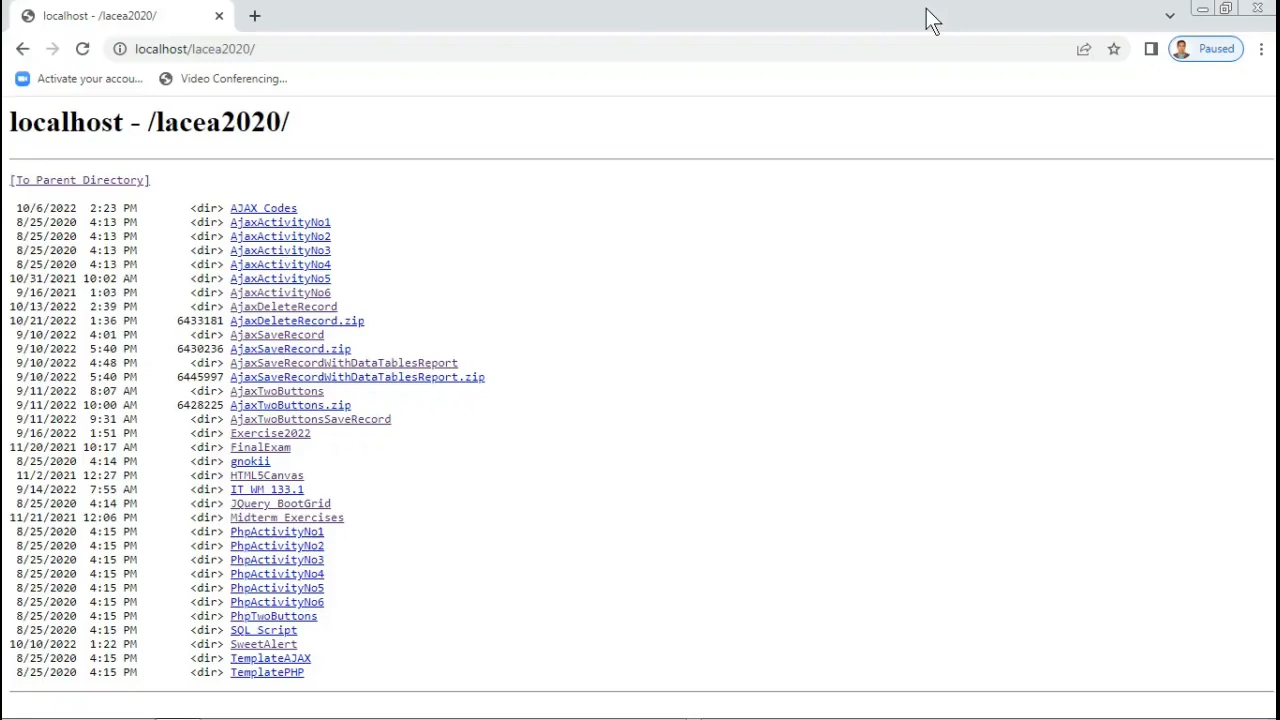 localhost - /lacea2020/
localhost/lacea2020/
Paused
Activate your accou...
Video Conferencing...
localhost - /lacea2020/
[To Parent Directory]
10/6/2022 2:23 PM <dir> AJAX Codes
8/25/2020 4:13 PM <dir> AjaxActivityNo1
8/25/2020 4:13 PM <dir> AjaxActivityNo2
8/25/2020 4:13 PM <dir> AjaxActivityNo3
8/25/2020 4:13 PM <dir> AjaxActivityNo4
10/31/2021 10:02 AM <dir> AjaxActivityNo5
9/16/2021 1:03 PM <dir> AjaxActivityNo6
10/13/2022 2:39 PM <dir> AjaxDeleteRecord
10/21/2022 1:36 PM 6433181 AjaxDeleteRecord.zip
9/10/2022 4:01 PM <dir> AjaxSaveRecord
9/10/2022 5:40 PM 6430236 AjaxSaveRecord.zip
9/10/2022 4:48 PM <dir> AjaxSaveRecordWithDataTablesReport
9/10/2022 5:40 PM 6445997 AjaxSaveRecordWithDataTablesReport.zip
9/11/2022 8:07 AM <dir> AjaxTwoButtons
9/11/2022 10:00 AM 6428225 AjaxTwoButtons.zip
9/11/2022 9:31 AM <dir> AjaxTwoButtonsSaveRecord
9/16/2022 1:51 PM <dir> Exercise2022
11/20/2021 10:17 AM <dir> FinalExam
8/25/2020 4:14 PM <dir> gnokii
11/2/2021 12:27 PM <dir> HTML5Canvas
9/14/2022 7:55 AM <dir> IT WM 133.1
8/25/2020 4:14 PM <dir> JQuery BootGrid
11/21/2021 12:06 PM <dir> Midterm Exercises
8/25/2020 4:15 PM <dir> PhpActivityNo1
8/25/2020 4:15 PM <dir> PhpActivityNo2
8/25/2020 4:15 PM <dir> PhpActivityNo3
8/25/2020 4:15 PM <dir> PhpActivityNo4
8/25/2020 4:15 PM <dir> PhpActivityNo5
8/25/2020 4:15 PM <dir> PhpActivityNo6
8/25/2020 4:15 PM <dir> PhpTwoButtons
8/25/2020 4:15 PM <dir> SQL Script
10/10/2022 1:22 PM <dir> SweetAlert
8/25/2020 4:15 PM <dir> TemplateAJAX
8/25/2020 4:15 PM <dir> TemplatePHP